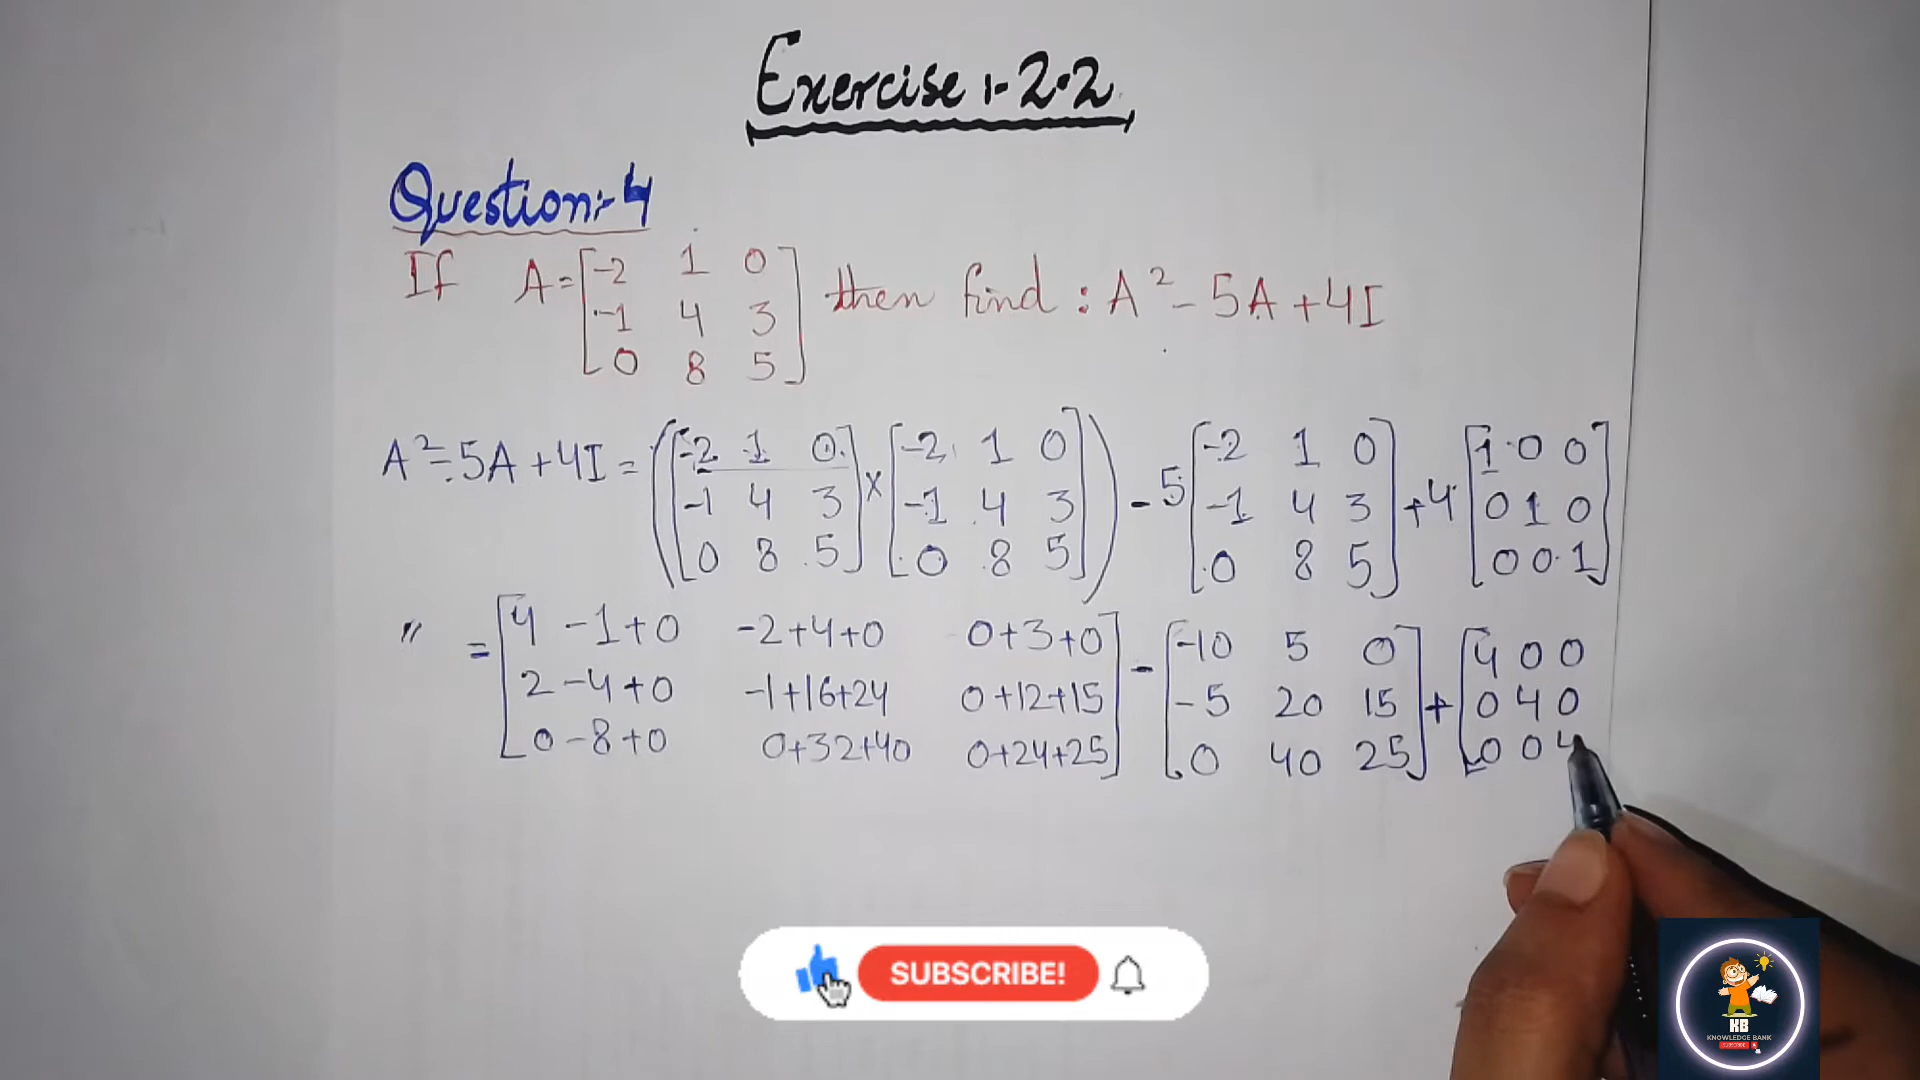 Exercise :- 2.2
Question:- 4
If A = [-2 1 0
-1 4 3
0 8 5] then find : A² - 5A + 4I
A² - 5A + 4I = ([-2 1 0
-1 4 3
0 8 5] × [-2 1 0
-1 4 3
0 8 5]) - 5 [-2 1 0
-1 4 3
0 8 5] + 4 [1 0 0
0 1 0
0 0 1]
" = [4 - 1 + 0 -2+4+0 0+3+0
2 - 4 + 0 -1+16+24 0+12+15
0 - 8 + 0 0+32+40 0+24+25] - [-10 5 0
-5 20 15
0 40 25] + [4 0 0
0 4 0
0 0 4
SUBSCRIBE!
KB
KNOWLEDGE BANK
SUBSCRIBE